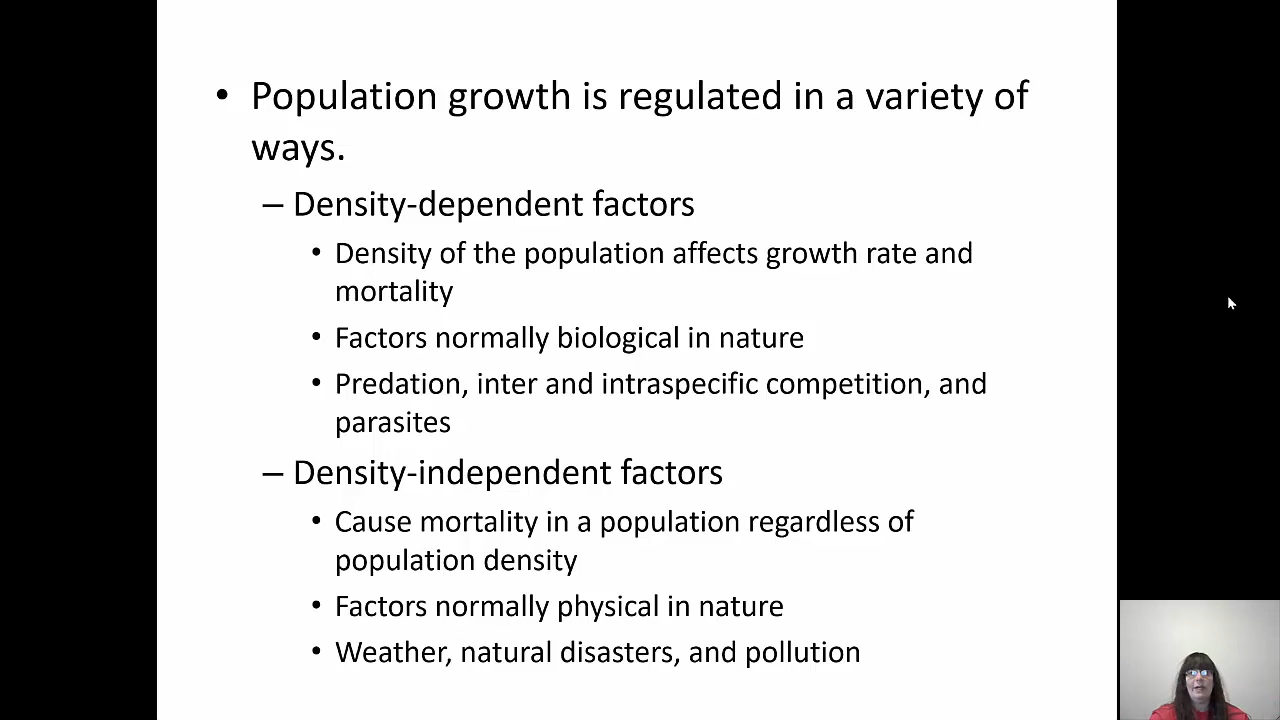 • Population growth is regulated in a variety of
ways.
– Density-dependent factors
• Density of the population affects growth rate and
mortality
• Factors normally biological in nature
• Predation, inter and intraspecific competition, and
parasites
– Density-independent factors
• Cause mortality in a population regardless of
population density
• Factors normally physical in nature
• Weather, natural disasters, and pollution